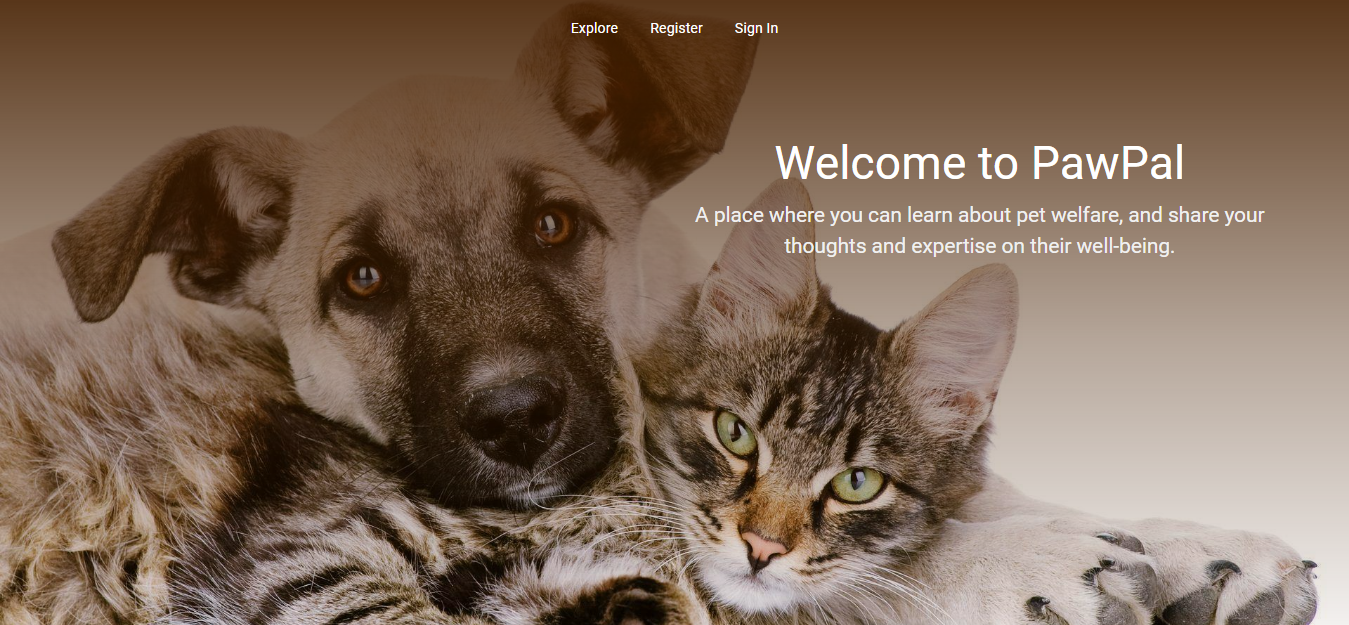 Explore Register Sign In
Welcome to PawPal
A place where you can learn about pet welfare, and share your
thoughts and expertise on their well-being.